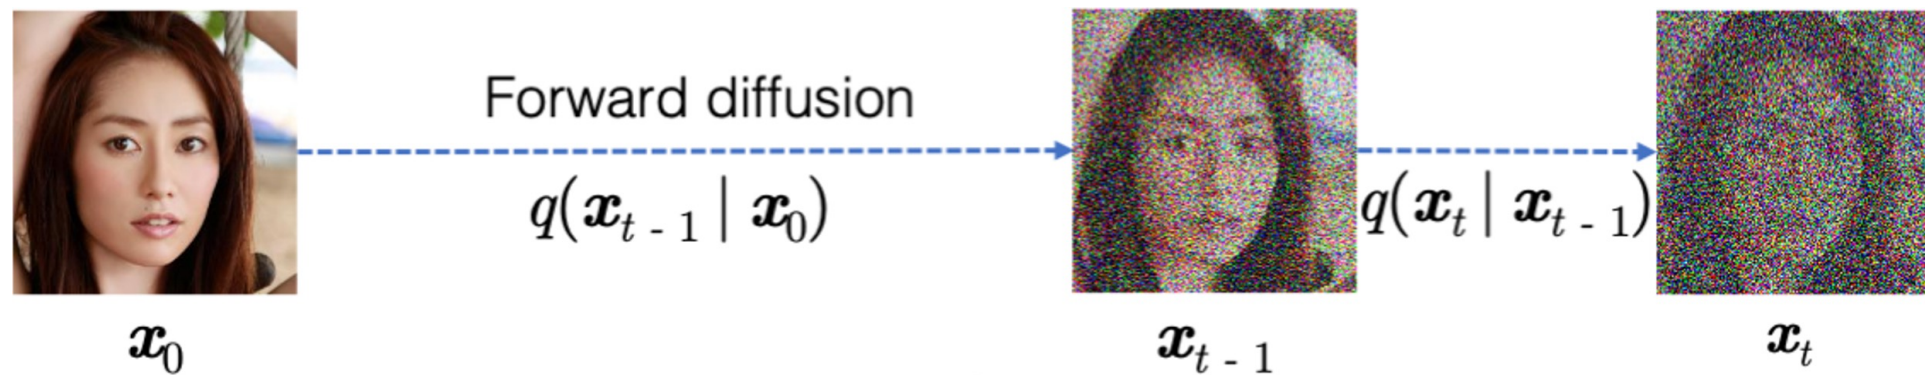 Forward diffusion
q(x_{t - 1} | x_0)
q(x_t | x_{t - 1})
x_0
x_{t - 1}
x_t